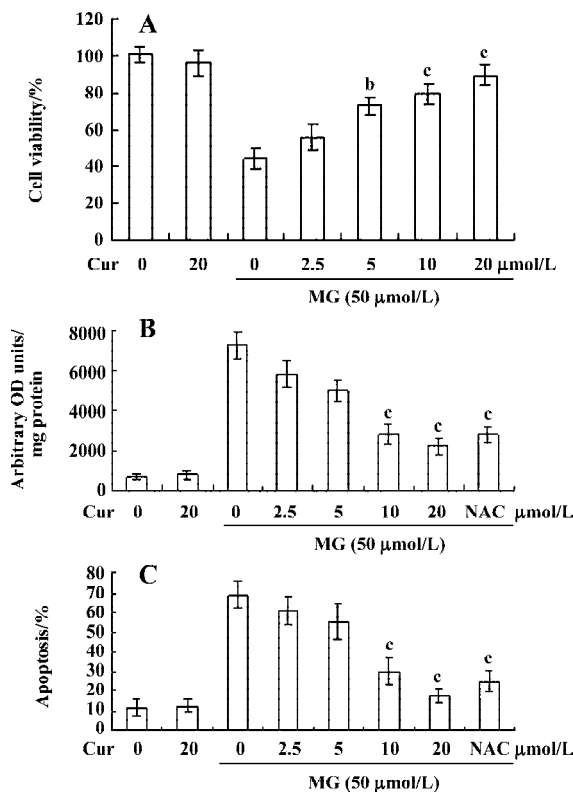 A
Cell viability/%
120
100
80
60
40
20
0
b
c
c
c
Cur 0 20 0 2.5 5 10 20 μmol/L
MG (50 μmol/L)
B
Arbitrary OD units/
mg protein
8000
6000
4000
2000
0
c
c
c
Cur 0 20 0 2.5 5 10 20 NAC μmol/L
MG (50 μmol/L)
C
Apoptosis/%
80
70
60
50
40
30
20
10
0
c
c
c
Cur 0 20 0 2.5 5 10 20 NAC μmol/L
MG (50 μmol/L)